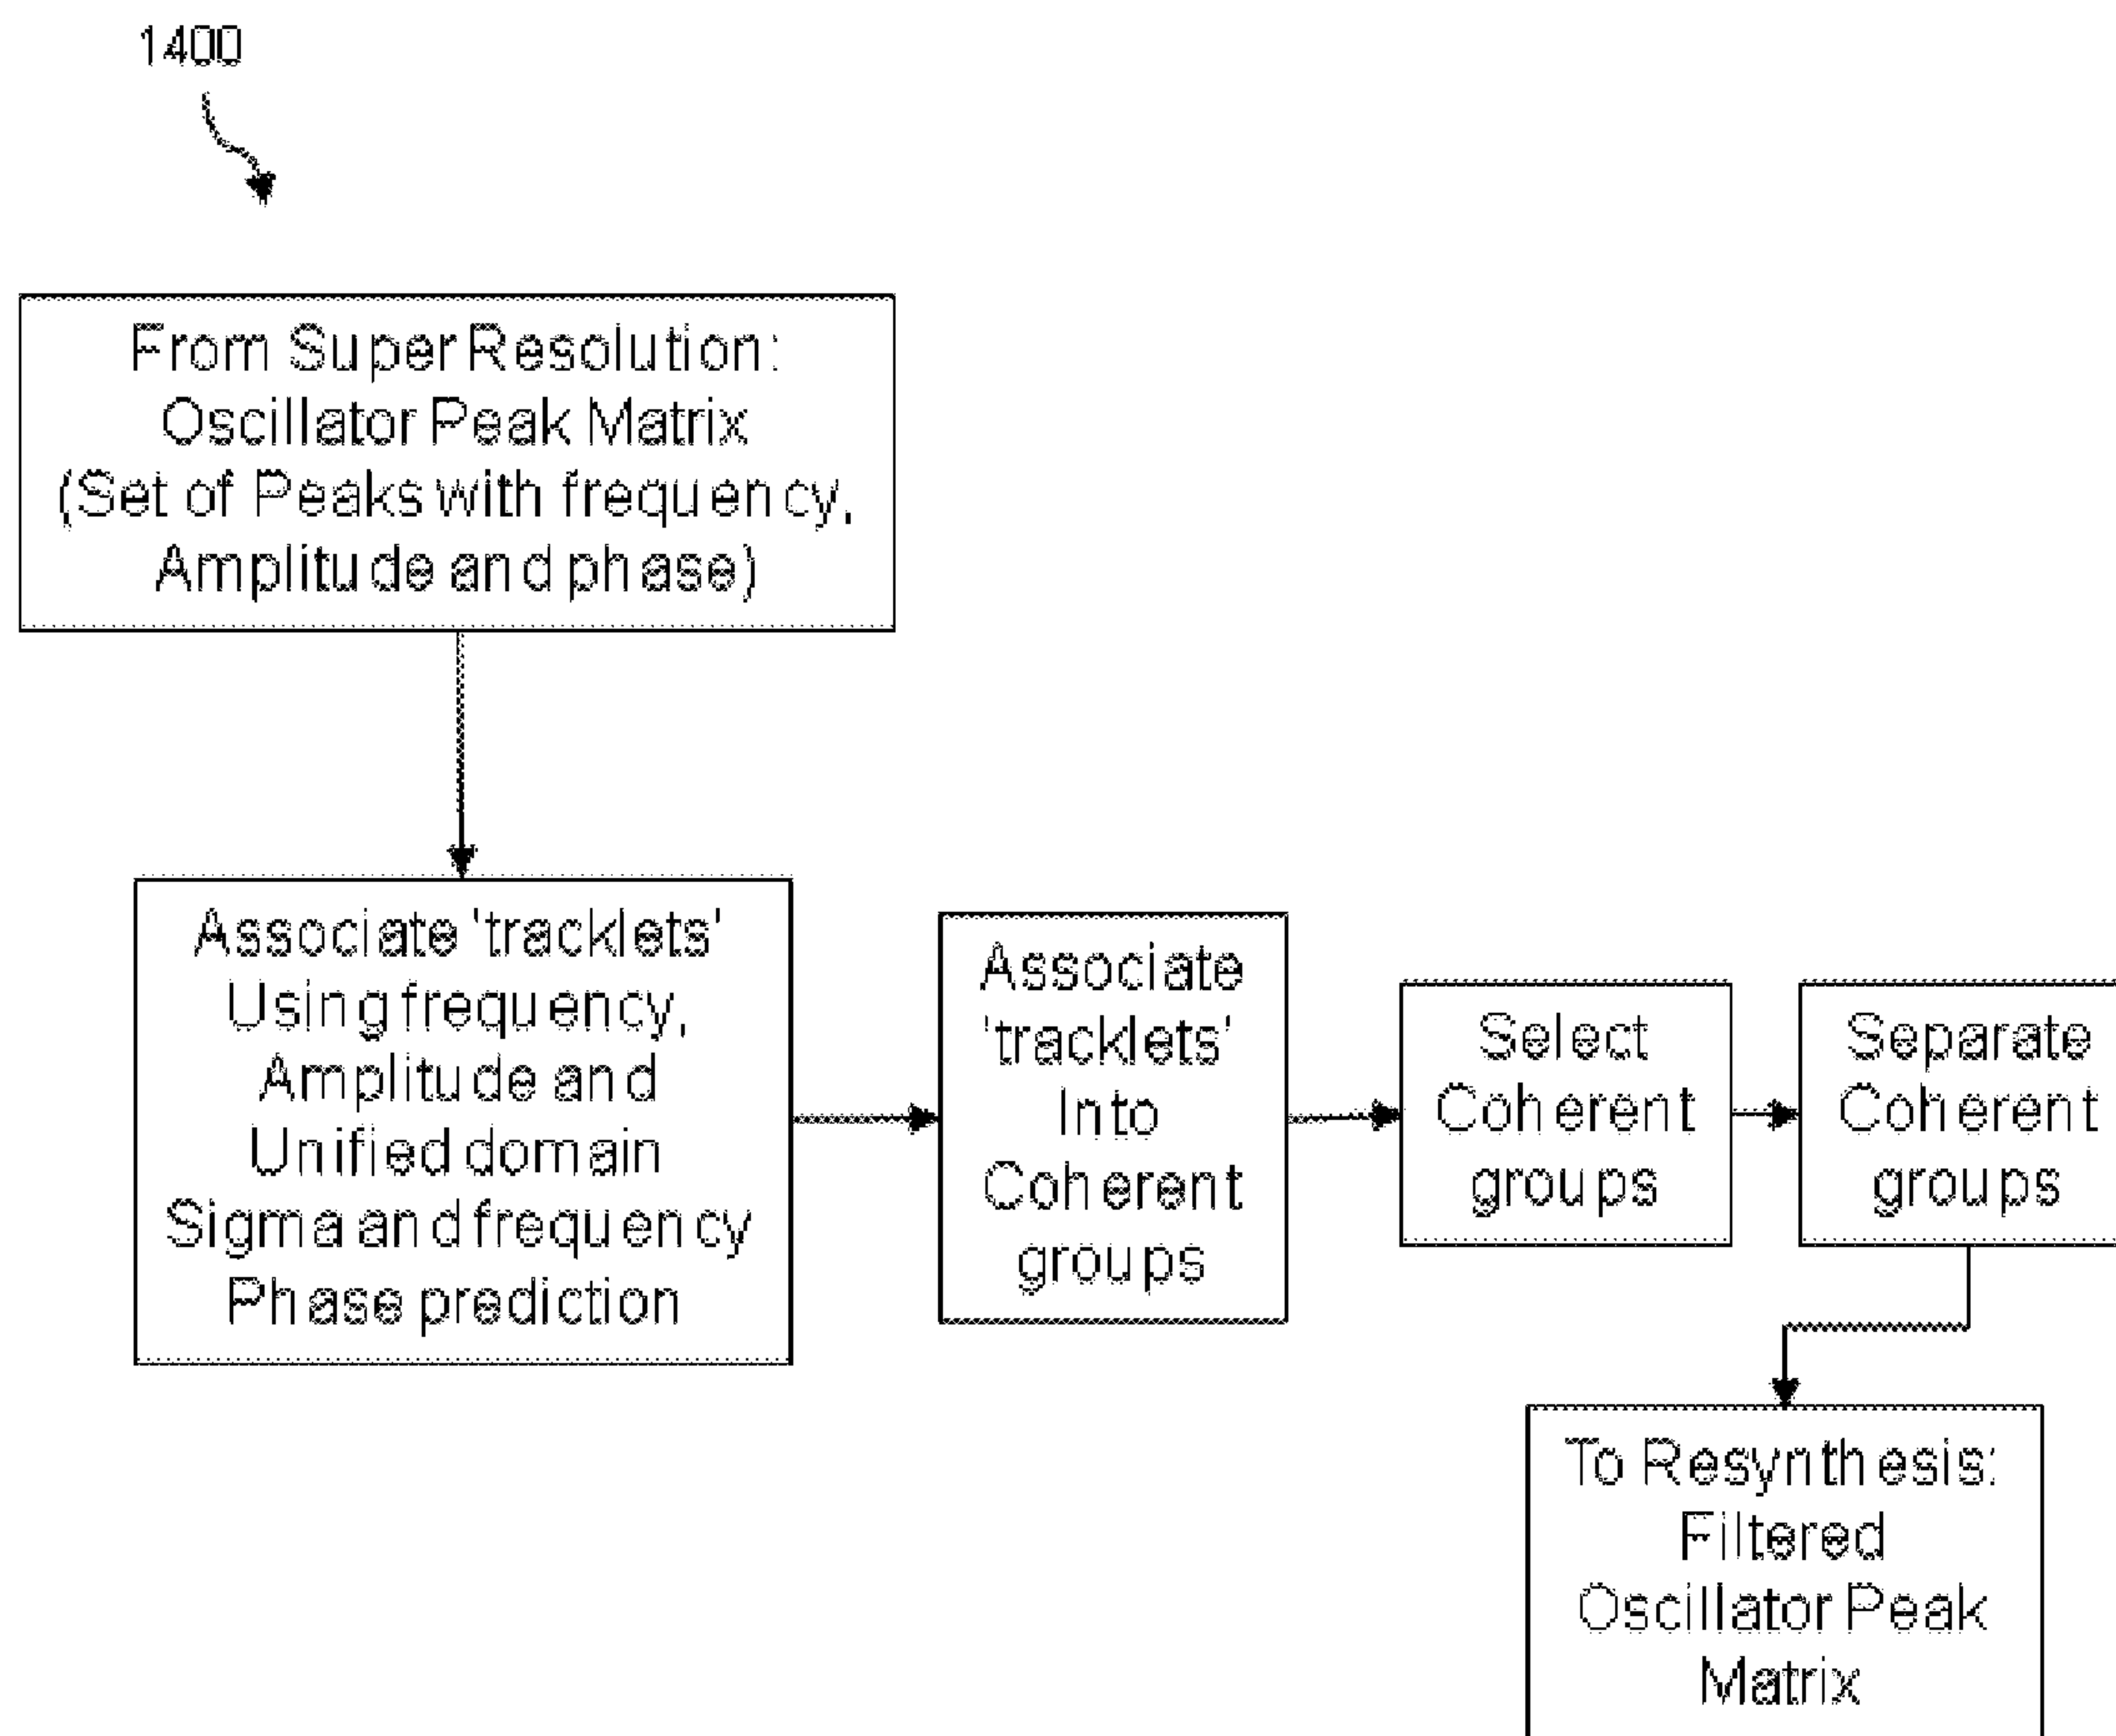 1400
From Super Resolution:
Oscillator Peak Matrix
(Set of Peaks with frequency,
Amplitude and phase)
Associate 'tracklets'
Using frequency,
Amplitude and
Unified domain
Sigma and frequency
Phase prediction
Associate
'tracklets'
Into
Coherent
groups
Select
Coherent
groups
Separate
Coherent
groups
To Resynthesis:
Filtered
Oscillator Peak
Matrix